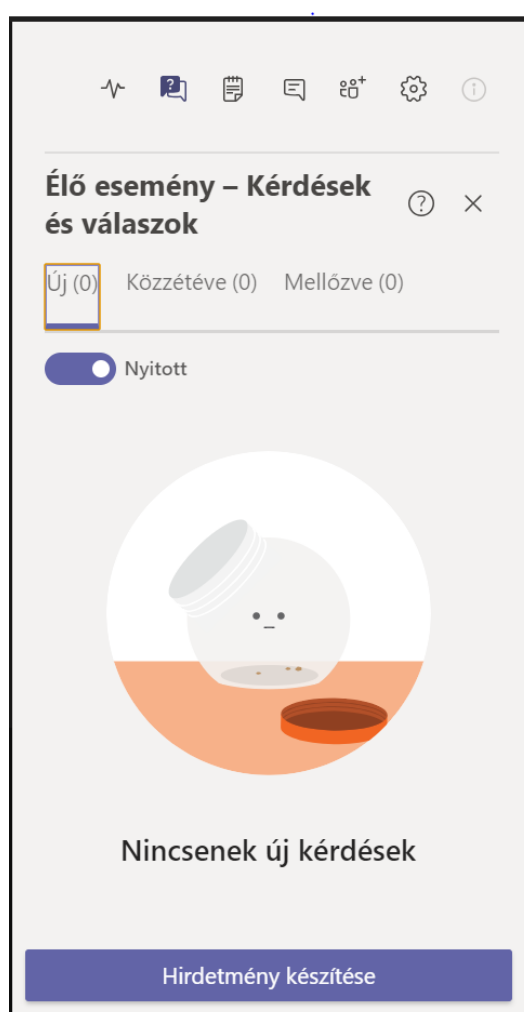 Élő esemény – Kérdések
és válaszok
Új (0) Közzétéve (0) Mellőzve (0)
Nyitott
Nincsenek új kérdések
Hirdetmény készítése